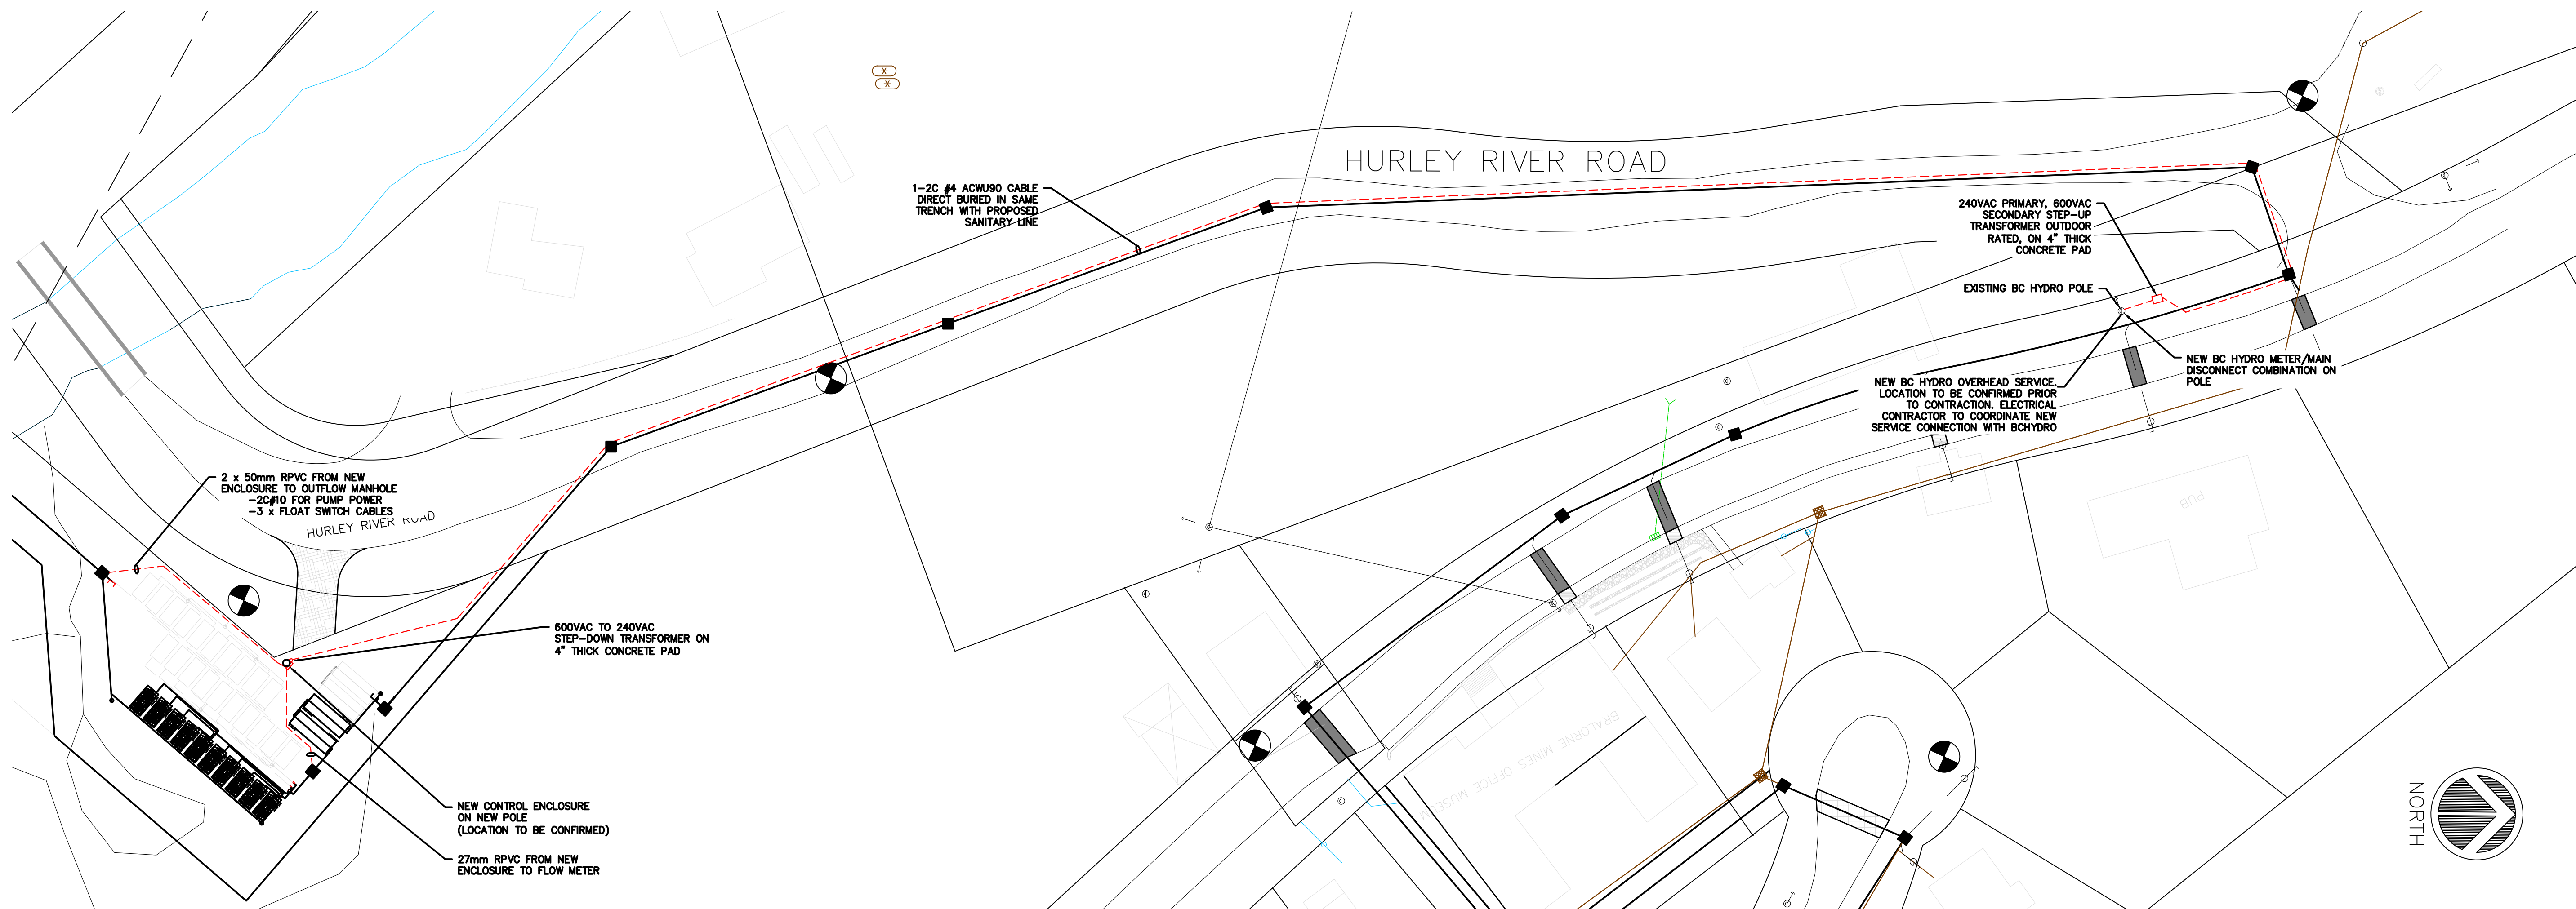 HURLEY RIVER ROAD
1-2C #4 ACWU90 CABLE
DIRECT BURIED IN SAME
TRENCH WITH PROPOSED
SANITARY LINE
240VAC PRIMARY, 600VAC
SECONDARY STEP-UP
TRANSFORMER OUTDOOR
RATED, ON 4" THICK
CONCRETE PAD
EXISTING BC HYDRO POLE
NEW BC HYDRO METER/MAIN
DISCONNECT COMBINATION ON
POLE
NEW BC HYDRO OVERHEAD SERVICE.
LOCATION TO BE CONFIRMED PRIOR
TO CONTRACTION. ELECTRICAL
CONTRACTOR TO COORDINATE NEW
SERVICE CONNECTION WITH BCHYDRO
2 x 50mm RPVC FROM NEW
ENCLOSURE TO OUTFLOW MANHOLE
-2C#10 FOR PUMP POWER
-3 x FLOAT SWITCH CABLES
HURLEY RIVER ROAD
PUB
600VAC TO 240VAC
STEP-DOWN TRANSFORMER ON
4" THICK CONCRETE PAD
BRALORNE MINES OFFICE MUSEUM
NEW CONTROL ENCLOSURE
ON NEW POLE
(LOCATION TO BE CONFIRMED)
27mm RPVC FROM NEW
ENCLOSURE TO FLOW METER
NORTH